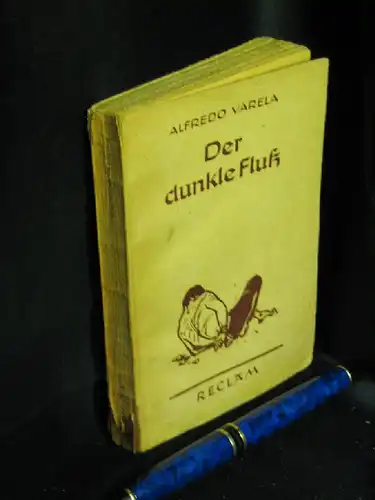 ALFREDO VARELA
Der
dunkle Fluß
RECLAM